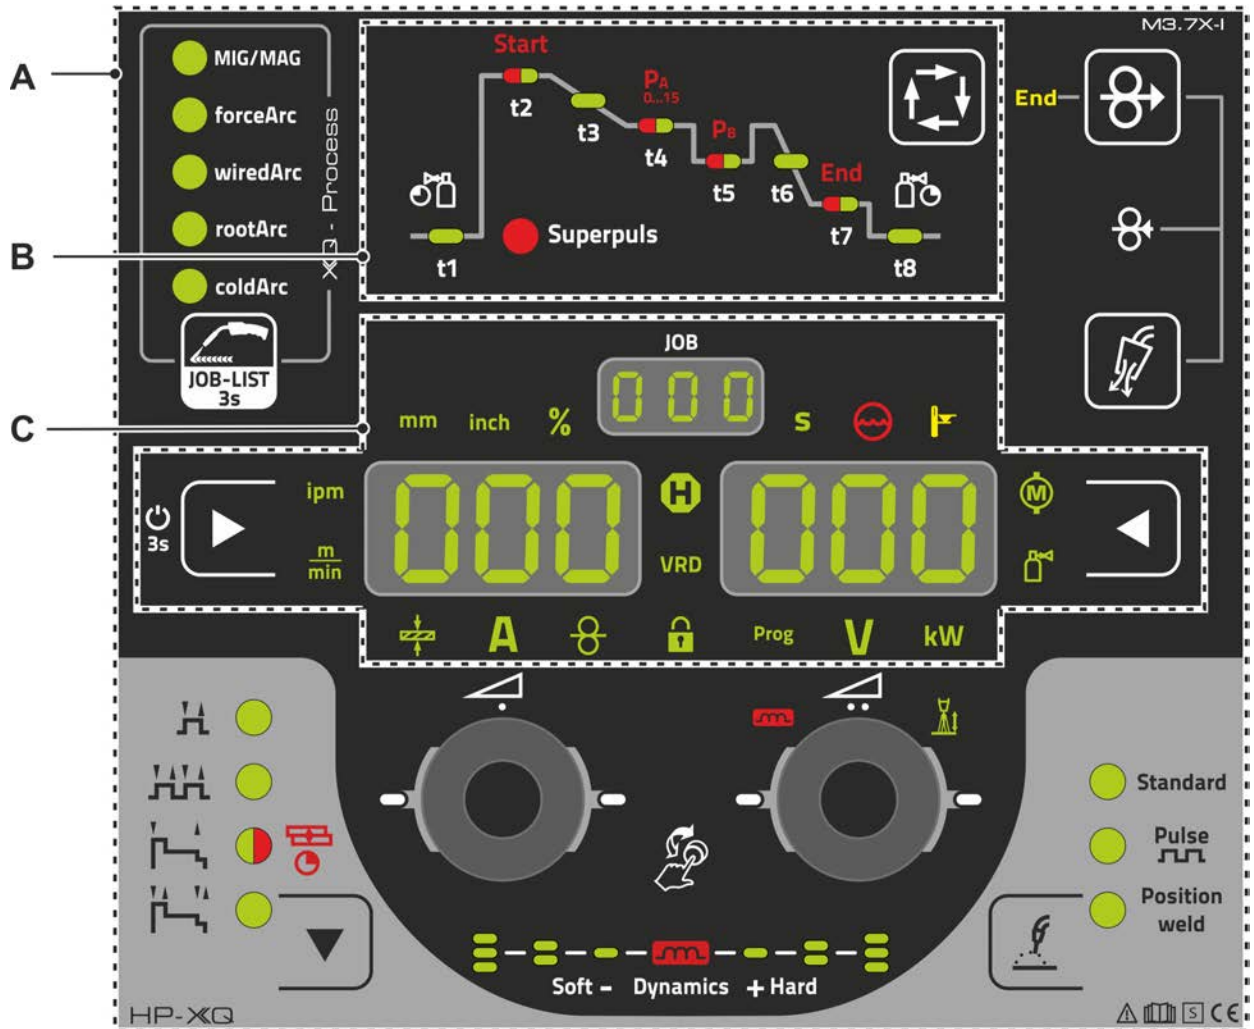 M3.7X-I
A
MIG/MAG
forceArc
wiredArc
rootArc
coldArc
XQ - Process
JOB-LIST
3s
B
Start
t2
t3
PA
0...15
t4
PB
t5
t6
End
t7
t1
Superpuls
t8
End
C
JOB
000
mm
inch
%
s
ipm
000
H
000
M
3s
m
min
VRD
A
Prog
V
kW
Standard
Pulse
Position
weld
Soft - Dynamics + Hard
HP-XQ
S CE